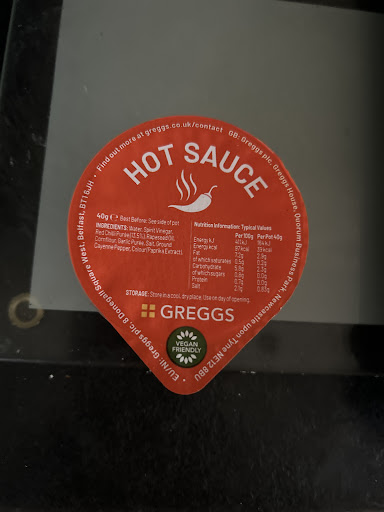 Find out more at greggs.co.uk/contact GB: Greggs plc, Greggs House, Quorum Business Park, Newcastle upon Tyne NE12 8BU • EU/NI: Greggs plc, 8 Donegall Square West, Belfast, BT1 6JH •
HOT SAUCE
40g e Best Before: See side of pot
INGREDIENTS: Water, Spirit Vinegar,
Red Chilli Purée (13.5%), Rapeseed Oil,
Cornflour, Garlic Purée, Salt, Ground
Cayenne Pepper, Colour (Paprika Extract).
Nutrition Information: Typical Values
Per 100g Per Pot 40g
Energy kJ
Energy kcal
Fat
of which saturates
Carbohydrate
of which sugars
Protein
Salt
STORAGE: Store in a cool, dry place. Use on day of opening.
GREGGS
VEGAN
FRIENDLY